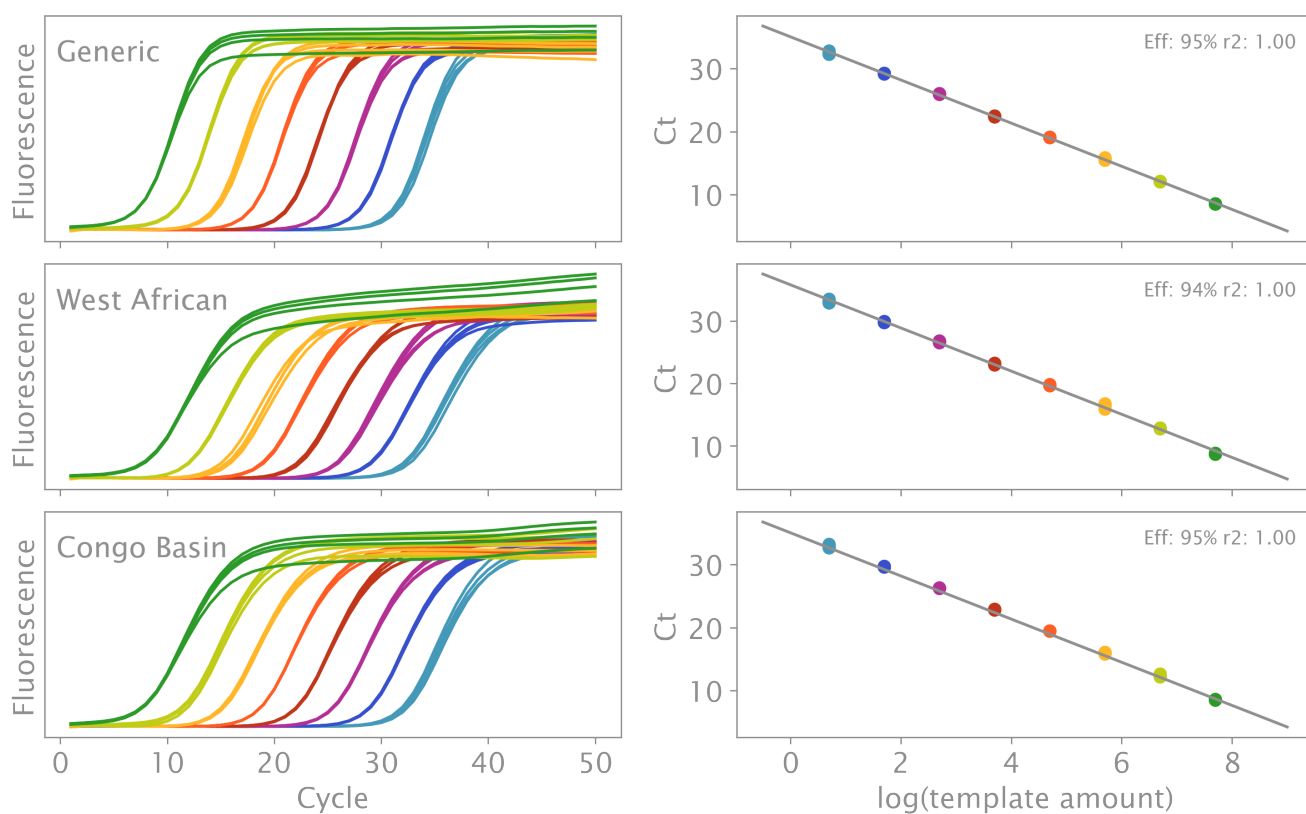 Generic
Fluorescence
Eff: 95% r2: 1.00
Ct
30
20
10
West African
Fluorescence
Eff: 94% r2: 1.00
Ct
30
20
10
Congo Basin
Fluorescence
0 10 20 30 40 50
Cycle
Eff: 95% r2: 1.00
Ct
30
20
10
0 2 4 6 8
log(template amount)